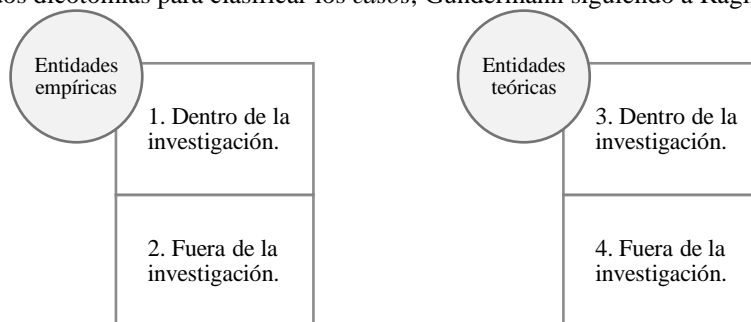 dos dicotomías para clasificar los casos, Gundermann siguiendo a Ragin
Entidades
empíricas
1. Dentro de la
investigación.
2. Fuera de la
investigación.
Entidades
teóricas
3. Dentro de la
investigación.
4. Fuera de la
investigación.